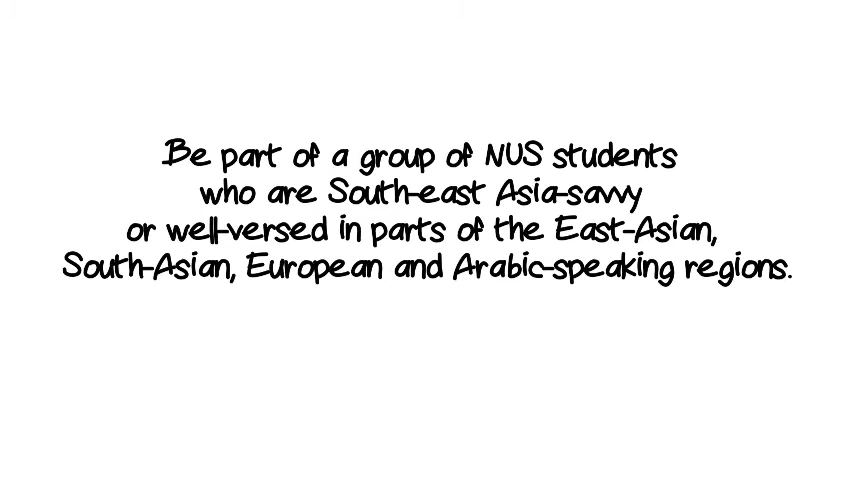 Be part of a group of NUS students
who are South-east Asia-savvy
or well-versed in parts of the East-Asian,
South-Asian, European and Arabic-speaking regions.